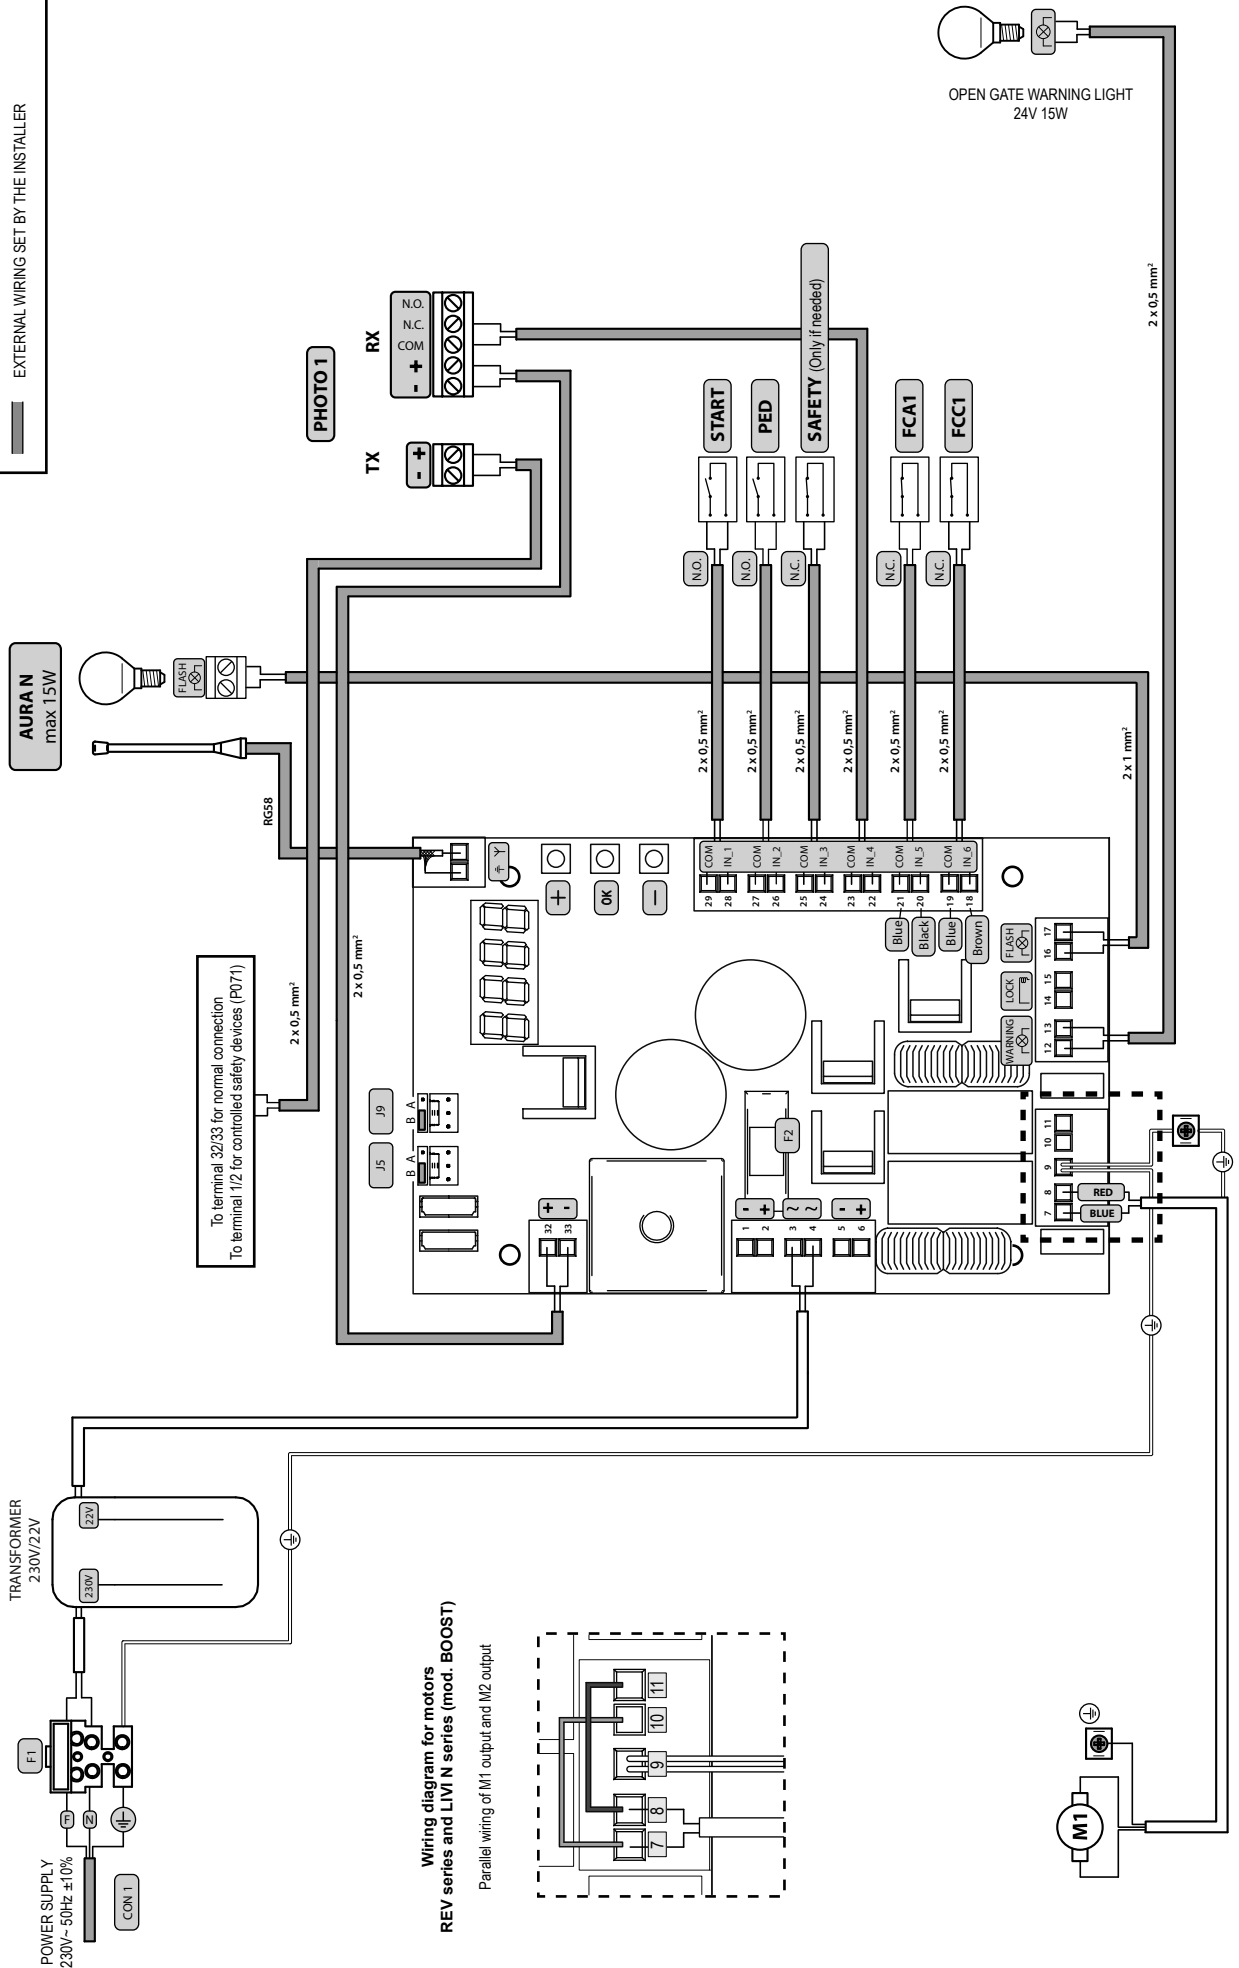 EXTERNAL WIRING SET BY THE INSTALLER
OPEN GATE WARNING LIGHT
24V 15W
2 x 0,5 mm²
PHOTO 1
TX
- +
RX
- +
COM
N.C.
N.O.
AURA N
max 15W
FLASH
RG58
To terminal 32/33 for normal connection
To terminal 1/2 for controlled safety devices (P071)
2 x 0,5 mm²
2 x 0,5 mm²
START
N.O.
2 x 0,5 mm²
PED
N.O.
2 x 0,5 mm²
SAFETY (Only if needed)
N.C.
2 x 0,5 mm²
2 x 0,5 mm²
FCA1
N.C.
2 x 0,5 mm²
FCC1
N.C.
2 x 0,5 mm²
2 x 1 mm²
J5
B A
J9
B A
+
OK
-
29 COM
28 IN_1
27 COM
26 IN_2
25 COM
24 IN_3
23 COM
22 IN_4
21 COM
20 IN_5
19 COM
18 IN_6
Blue
Black
Blue
Brown
WARNING
LOCK
FLASH
12 13 14 15 16 17
32 +
33 -
1 -
2 +
3 ~
4 ~
5 -
6 +
F2
7 8 9 10 11
BLUE
RED
TRANSFORMER
230V/22V
230V
22V
F1
F
N
POWER SUPPLY
230V~ 50Hz ±10%
CON 1
Wiring diagram for motors
REV series and LIVI N series (mod. BOOST)
Parallel wiring of M1 output and M2 output
7 8 9 10 11
M1